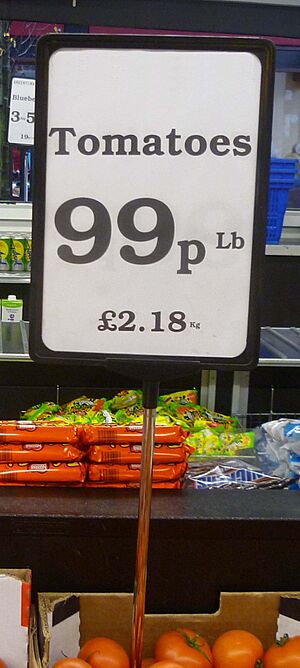 Tomatoes
99p Lb
£2.18 Kg